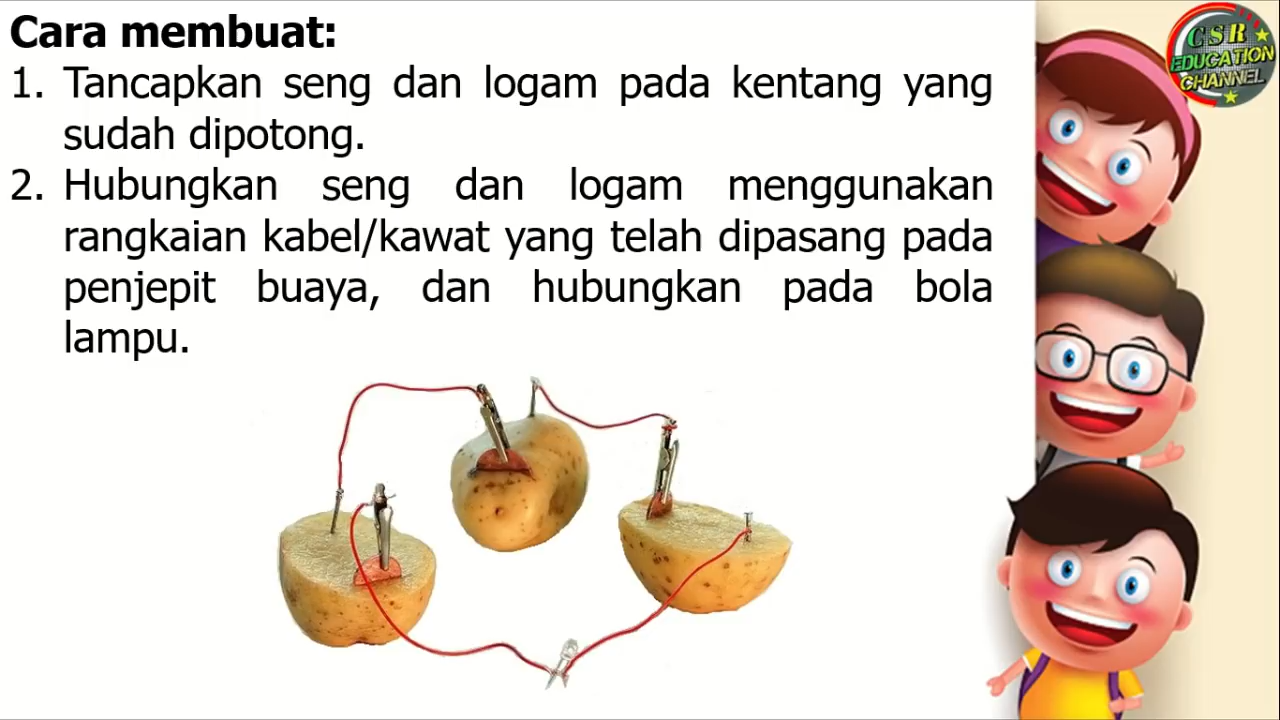 Cara membuat:
1. Tancapkan seng dan logam pada kentang yang
sudah dipotong.
2. Hubungkan seng dan logam menggunakan
rangkaian kabel/kawat yang telah dipasang pada
penjepit buaya, dan hubungkan pada bola
lampu.
CSR
EDUCATION
CHANNEL